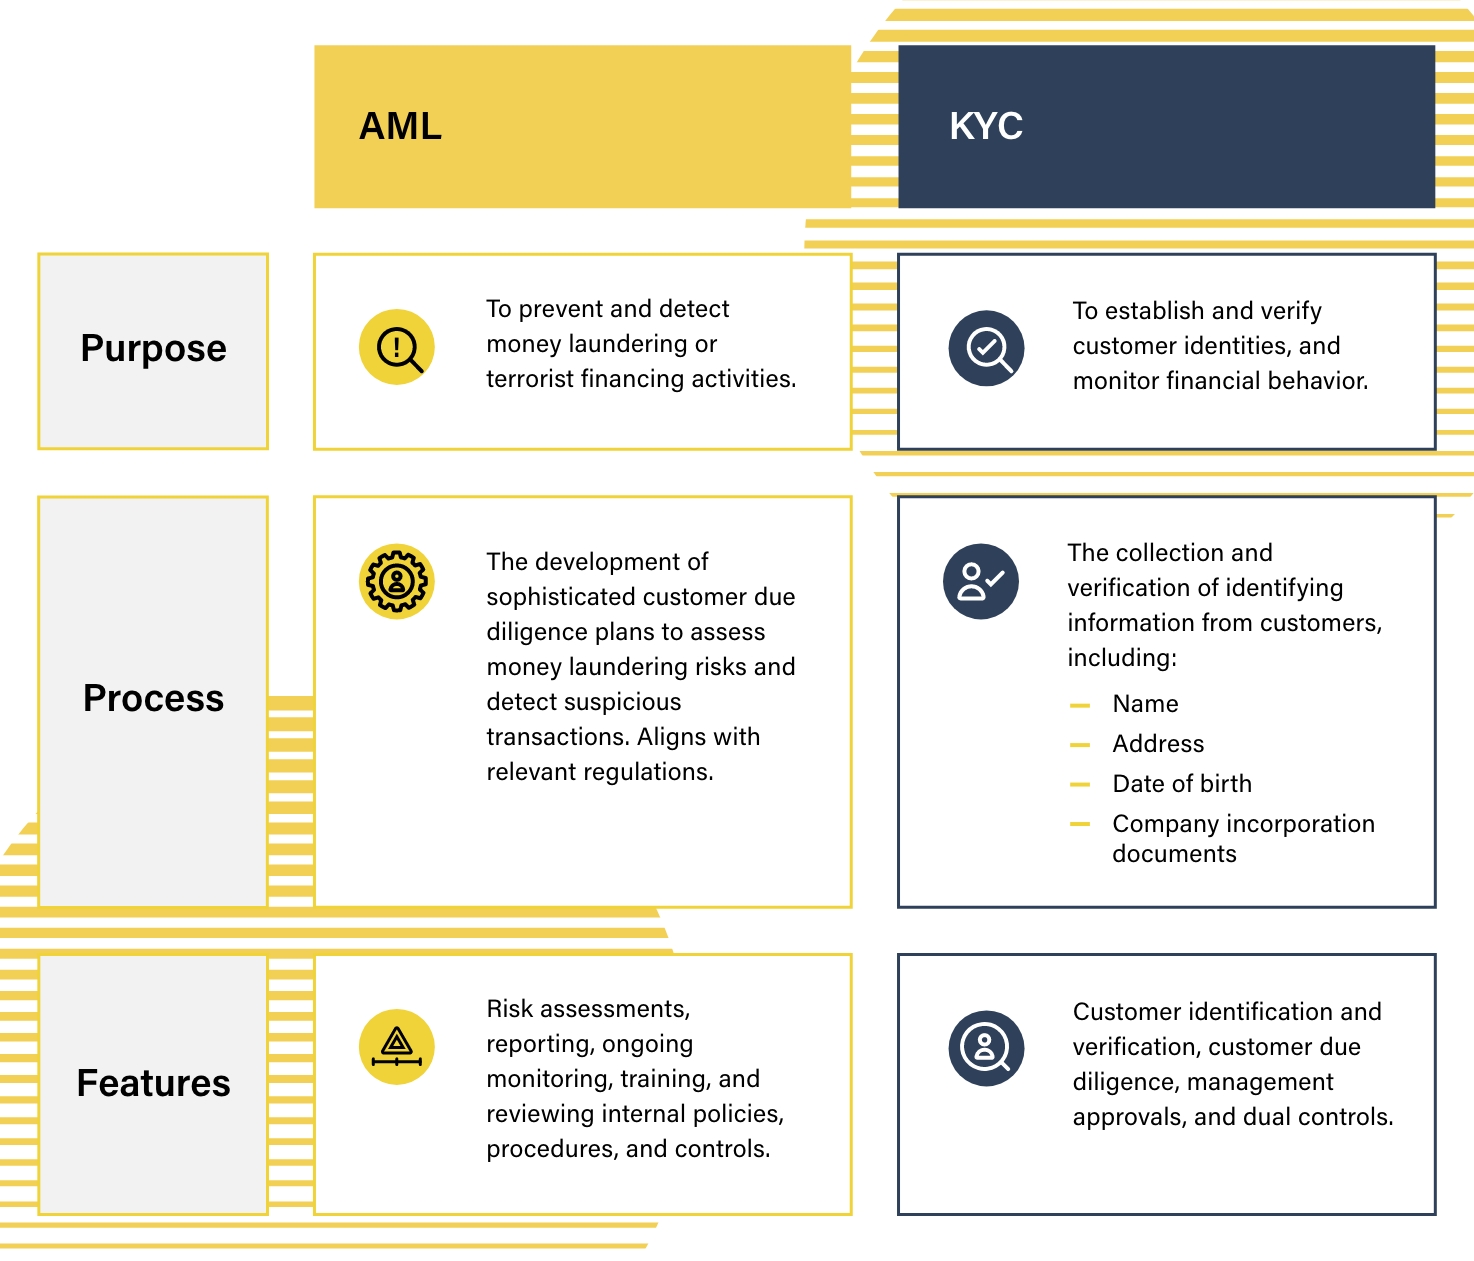 AML
KYC
Purpose
To prevent and detect
money laundering or
terrorist financing activities.
To establish and verify
customer identities, and
monitor financial behavior.
Process
The development of
sophisticated customer due
diligence plans to assess
money laundering risks and
detect suspicious
transactions. Aligns with
relevant regulations.
The collection and
verification of identifying
information from customers,
including:
– Name
– Address
– Date of birth
– Company incorporation
documents
Features
Risk assessments,
reporting, ongoing
monitoring, training, and
reviewing internal policies,
procedures, and controls.
Customer identification and
verification, customer due
diligence, management
approvals, and dual controls.